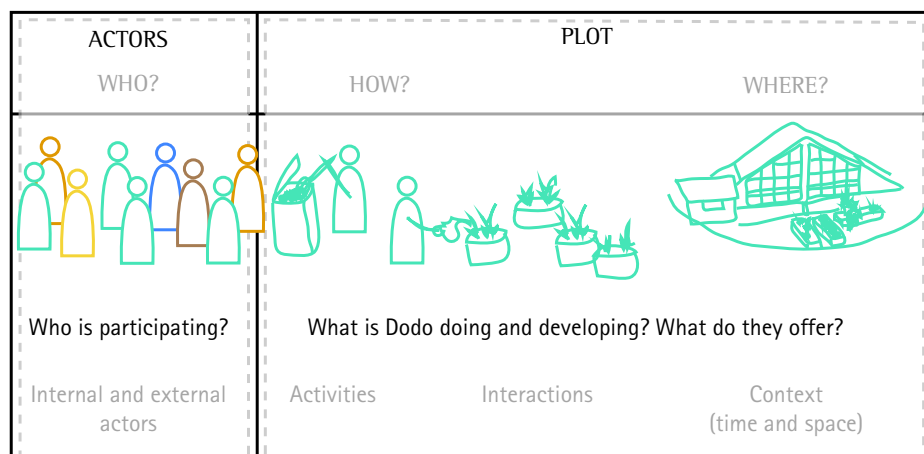 ACTORS
PLOT
WHO?
HOW?
WHERE?
Who is participating?
What is Dodo doing and developing? What do they offer?
Internal and external
actors
Activities
Interactions
Context
(time and space)